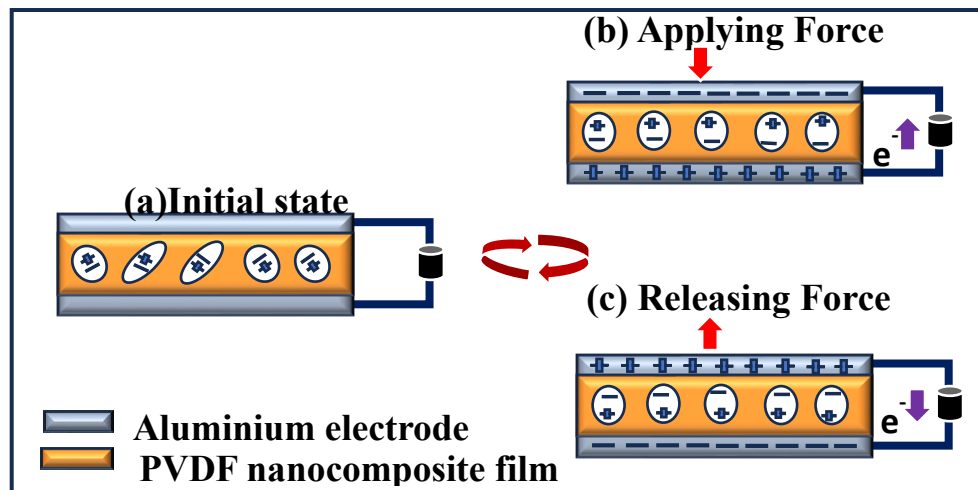 (b) Applying Force
e-
(a)Initial state
(c) Releasing Force
e-
Aluminium electrode
PVDF nanocomposite film